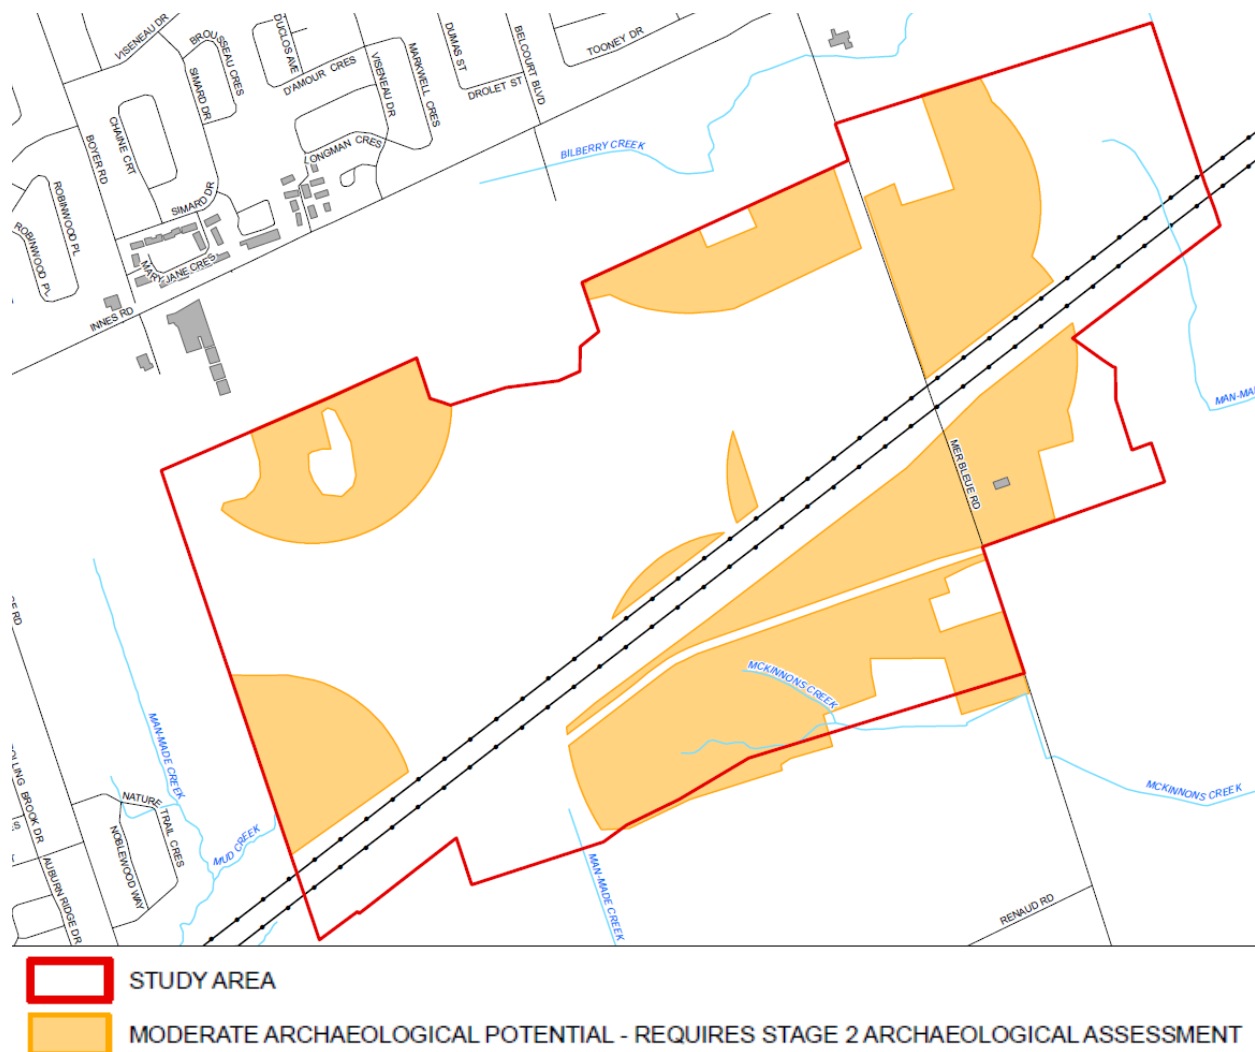 VISENEAU DR
BROUSSEAU CRES
DUCLOS AVE
D'AMOUR CRES
VISENEAU DR
MARKWELL CRES
DUMAS ST
DROLET ST
BELCOURT BLVD
TOONEY DR
SIMARD DR
CHAINE CRT
BOYER RD
LONGMAN CRES
BILBERRY CREEK
ROBINWOOD PL
ROBINWOOD PL
SIMARD DR
MARY JANE CRES
INNES RD
MAN-MA
MER BLEUE RD
MCKINNONS CREEK
MCKINNONS CREEK
MAN-MADE CREEK
NATURE TRAIL CRES
NOBLEWOOD WAY
MUD CREEK
OLLING BROOK DR
AUBURN RIDGE DR
MAN-MADE CREEK
RENAUD RD
STUDY AREA
MODERATE ARCHAEOLOGICAL POTENTIAL - REQUIRES STAGE 2 ARCHAEOLOGICAL ASSESSMENT